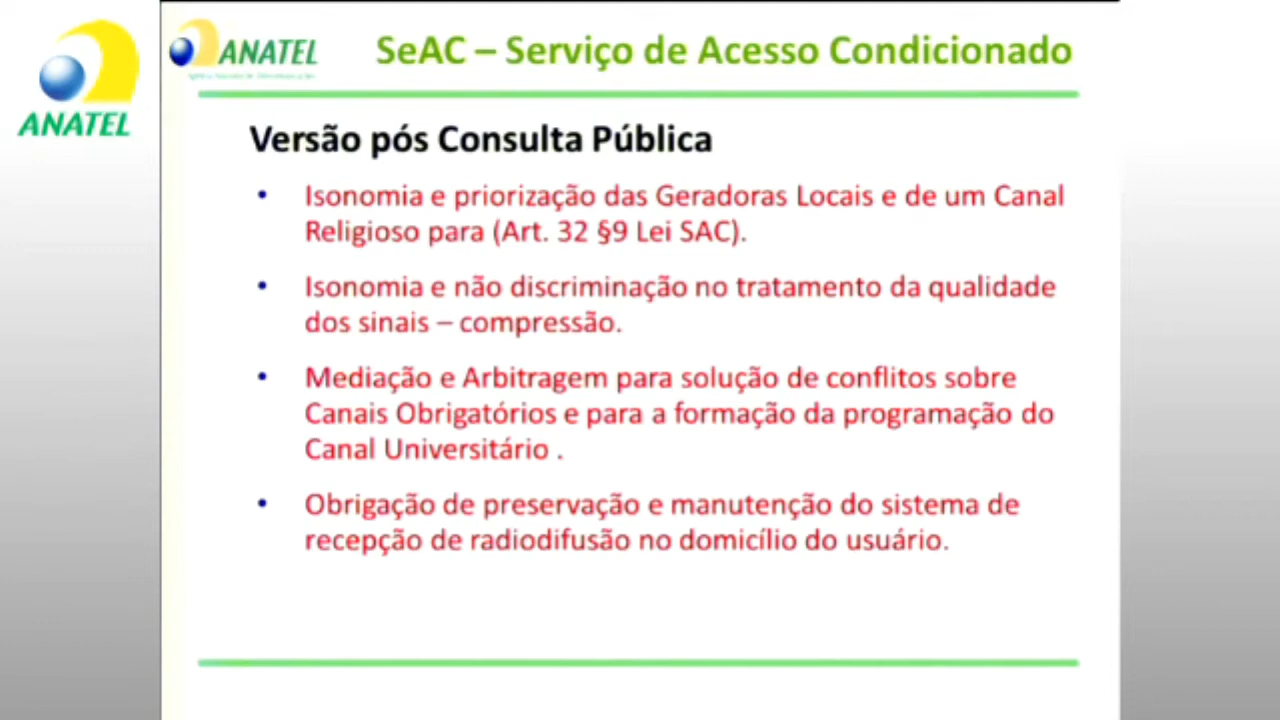 ANATEL
ANATEL
SeAC – Serviço de Acesso Condicionado
Versão pós Consulta Pública
• Isonomia e priorização das Geradoras Locais e de um Canal
Religioso para (Art. 32 §9 Lei SAC).
• Isonomia e não discriminação no tratamento da qualidade
dos sinais – compressão.
• Mediação e Arbitragem para solução de conflitos sobre
Canais Obrigatórios e para a formação da programação do
Canal Universitário .
• Obrigação de preservação e manutenção do sistema de
recepção de radiodifusão no domicílio do usuário.